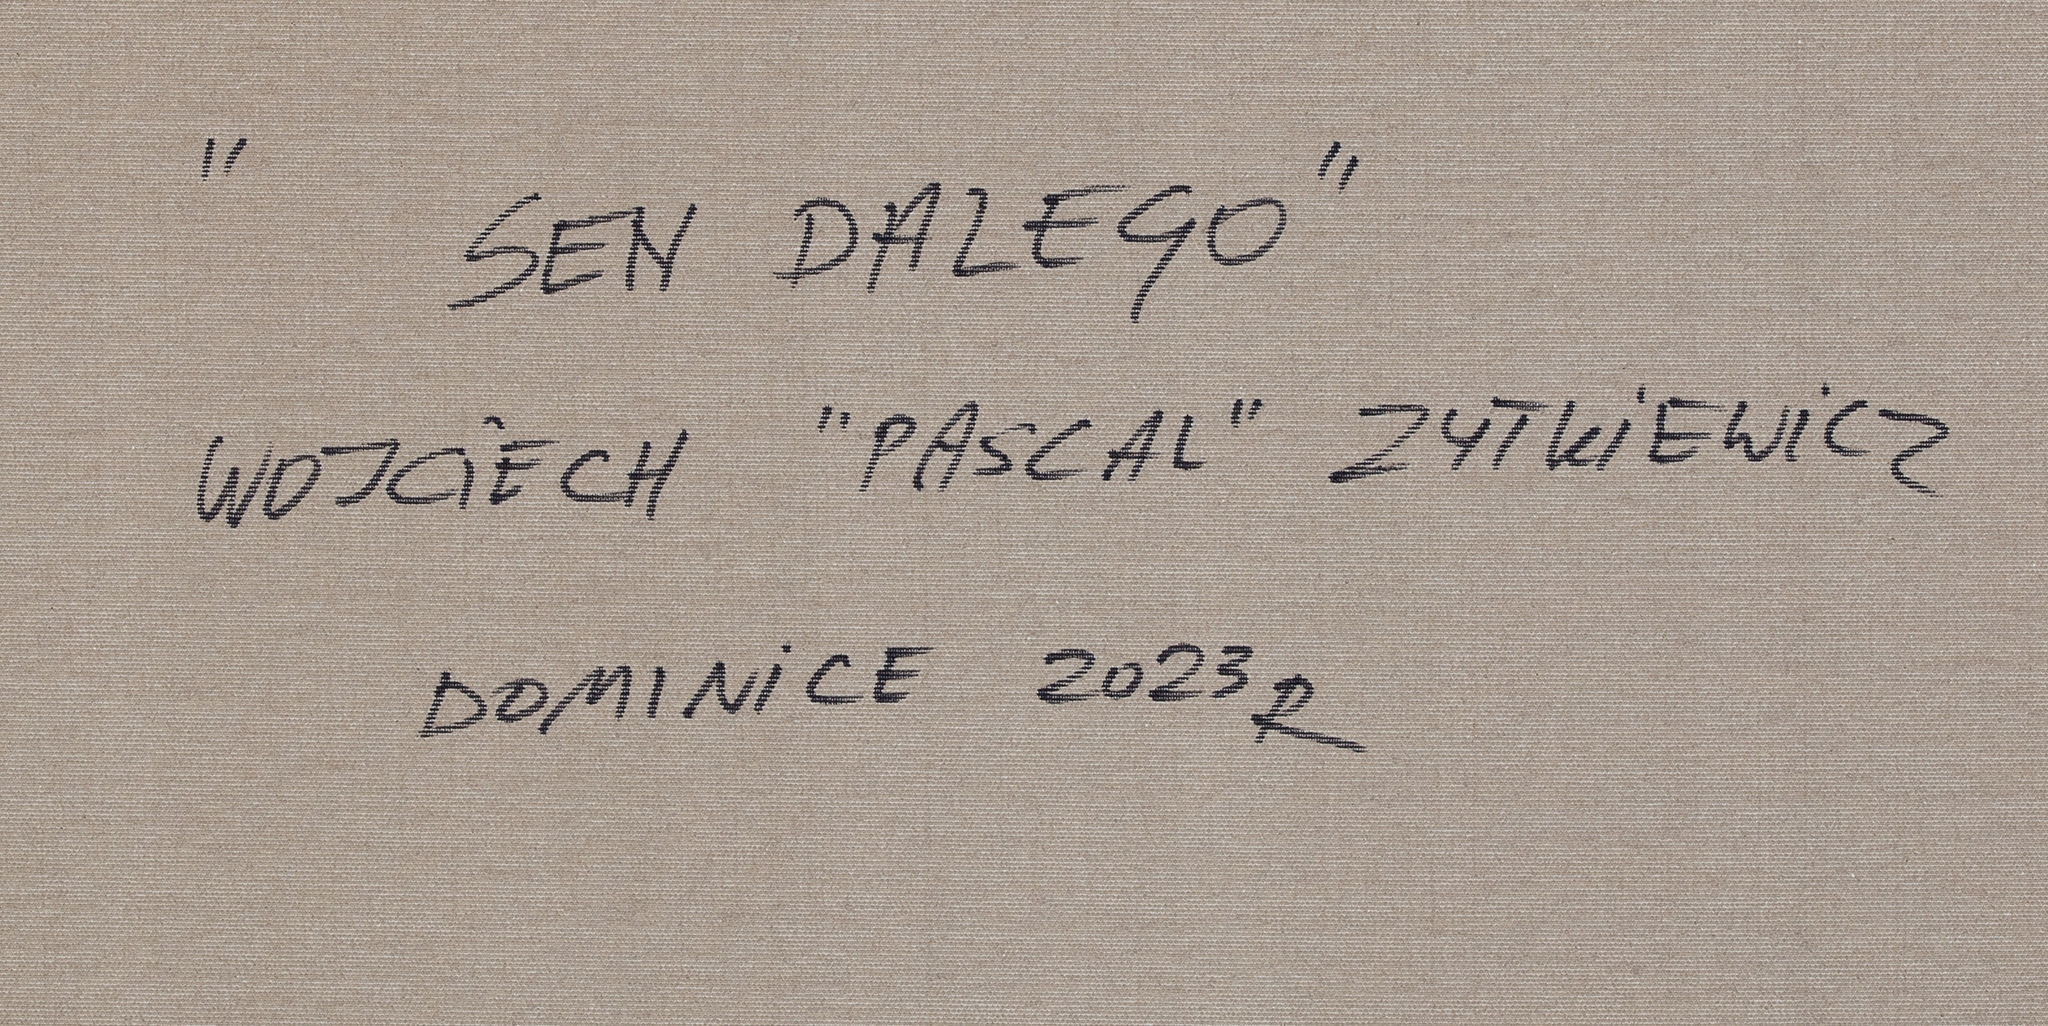 " SEN DALEGO"
WOJCIECH "PASCAL" ZYTKIEWICZ
DOMINICE 2023R